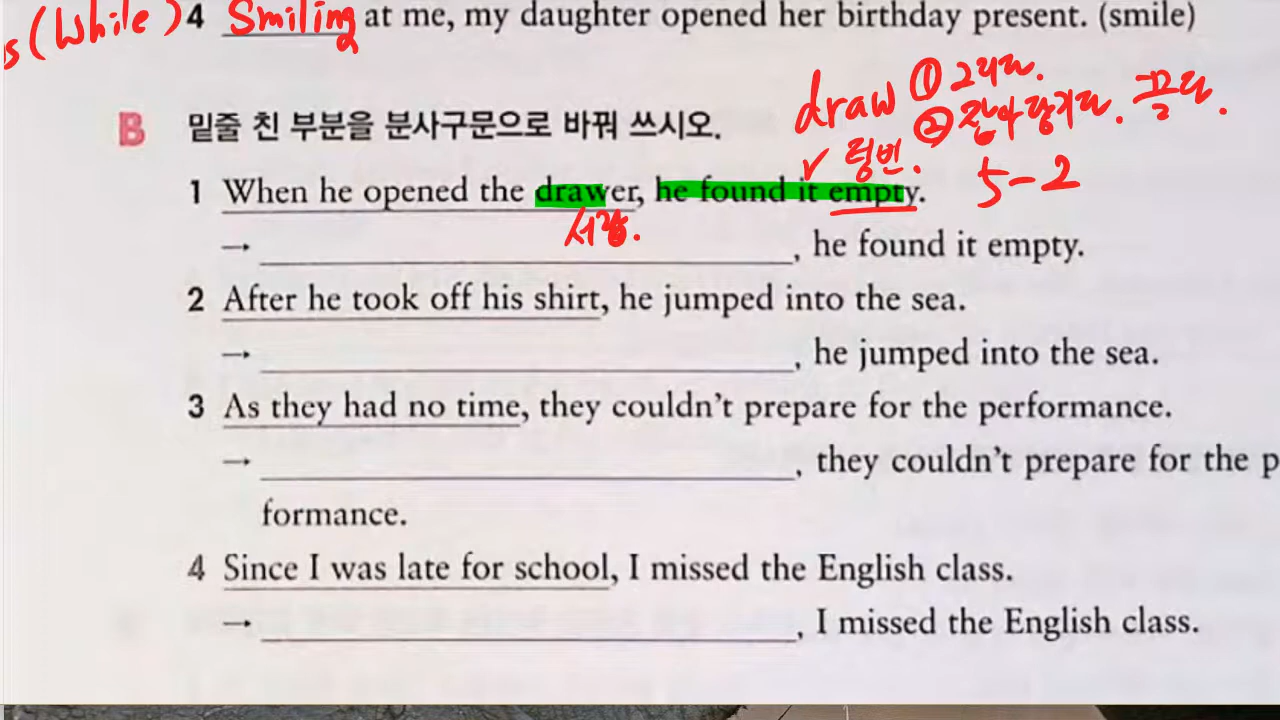 s (While) 4 Smiling at me, my daughter opened her birthday present. (smile)
draw ① 그리다.
② 잡아당기다. 끌다.
B 밑줄 친 부분을 분사구문으로 바꿔 쓰시오.
✓ 텅빈. 5-2
1 When he opened the drawer, he found it empty.
서랍.
→ , he found it empty.
2 After he took off his shirt, he jumped into the sea.
→ , he jumped into the sea.
3 As they had no time, they couldn't prepare for the performance.
→ , they couldn't prepare for the p
formance.
4 Since I was late for school, I missed the English class.
→ , I missed the English class.